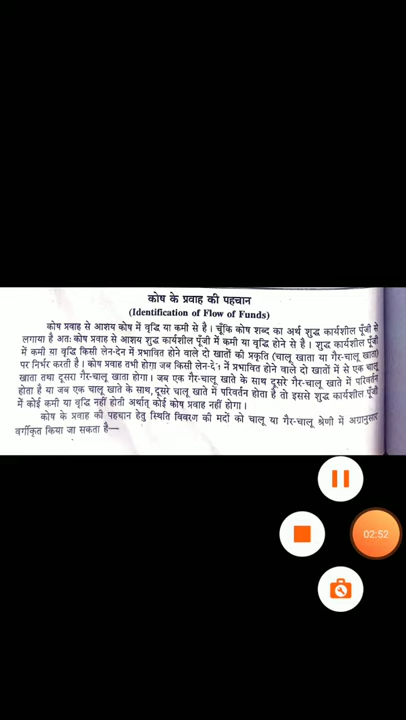 कोष के प्रवाह की पहचान
(Identification of Flow of Funds)
कोष प्रवाह से आशय कोष में वृद्धि या कमी से है। चूँकि कोष शब्द का अर्थ शुद्ध कार्यशील पूँजी से
लगाया है अतः कोष प्रवाह से आशय शुद्ध कार्यशील पूँजी में कमी या वृद्धि होने से है। शुद्ध कार्यशील पूँजी
में कमी या वृद्धि किसी लेन-देन में प्रभावित होने वाले दो खातों की प्रकृति (चालू खाता या गैर-चालू खाता)
पर निर्भर करती है। कोष प्रवाह तभी होगा जब किसी लेन-देन में प्रभावित होने वाले दो खातों में से एक चालू
खाता तथा दूसरा गैर-चालू खाता होगा। जब एक गैर-चालू खाते के साथ दूसरे गैर-चालू खाते में परिवर्तन
होता है या जब एक चालू खाते के साथ, दूसरे चालू खाते में परिवर्तन होता है तो इससे शुद्ध कार्यशील पूँजी
में कोई कमी या वृद्धि नहीं होती अर्थात् कोई कोष प्रवाह नहीं होगा।
कोष के प्रवाह की पहचान हेतु स्थिति विवरण की मदों को चालू या गैर-चालू श्रेणी में अग्रानुसार
वर्गीकृत किया जा सकता है—
02:52